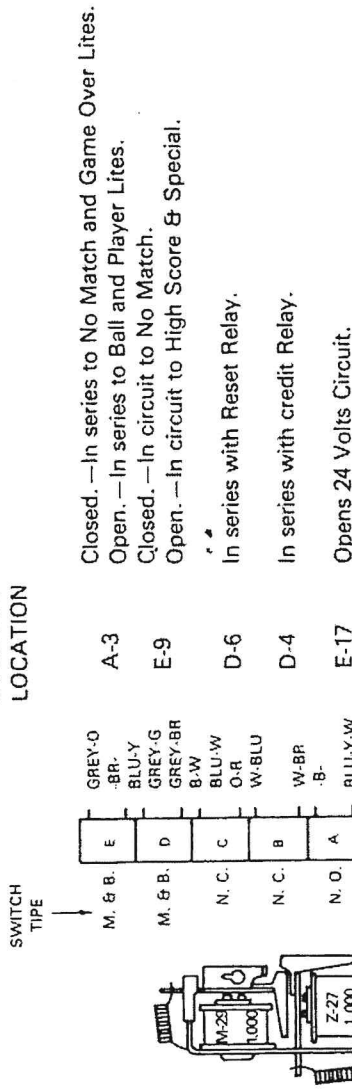 SWITCH
TIPE
LOCATION
M. & B.
E
GREY-O
-BR-
BLU-Y
A-3
Closed. — In series to No Match and Game Over Lites.
Open. — In series to Ball and Player Lites.
M. & B.
D
GREY-G
GREY-BR
B-W
E-9
Closed. — In circuit to No Match.
Open. — In circuit to High Score & Special.
N. C.
C
BLU-W
O-R
D-6
In series with Reset Relay.
N. C.
B
W-BLU
W-BR
D-4
In series with credit Relay.
N. O.
A
-B-
BLU-Y-W
E-17
Opens 24 Volts Circuit.
M-29
1.000
Z-27
1.000